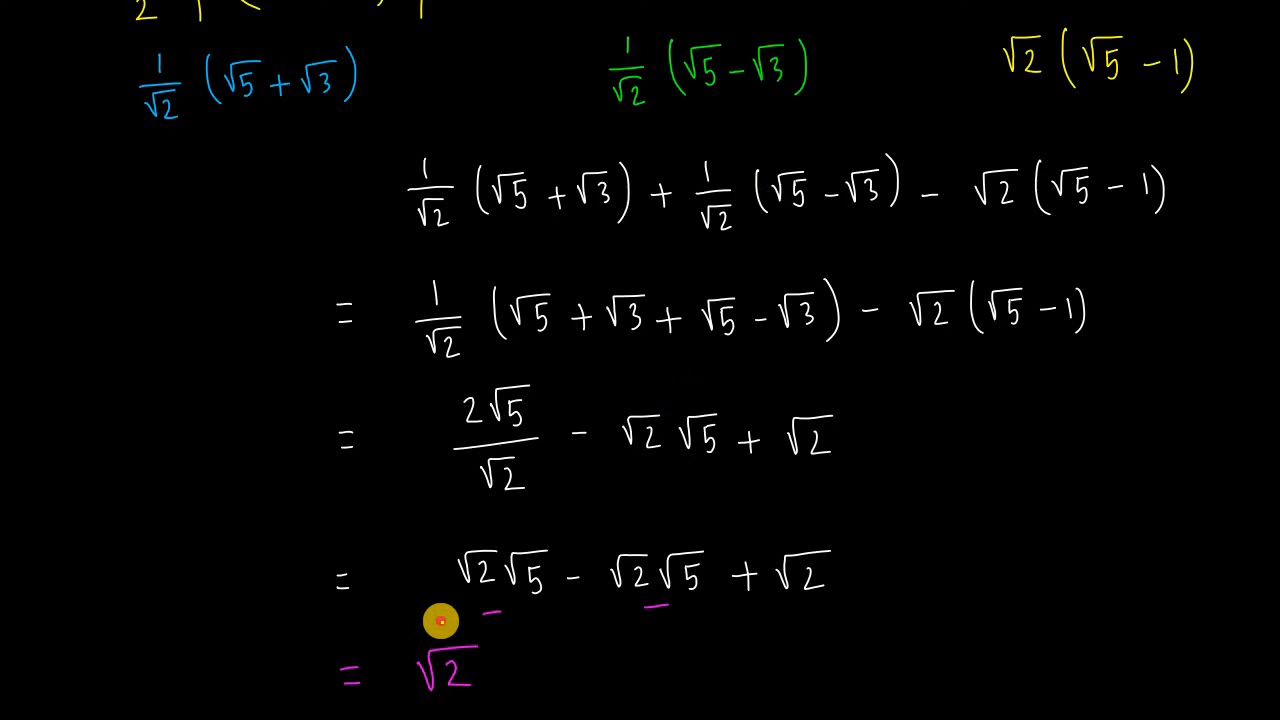 1/√2 (√5 + √3) 1/√2 (√5 − √3) √2 (√5 − 1)
1/√2 (√5 + √3) + 1/√2 (√5 − √3) − √2 (√5 − 1)
= 1/√2 (√5 + √3 + √5 − √3) − √2 (√5 − 1)
= 2√5/√2 − √2 √5 + √2
= √2 √5 − √2 √5 + √2
= √2